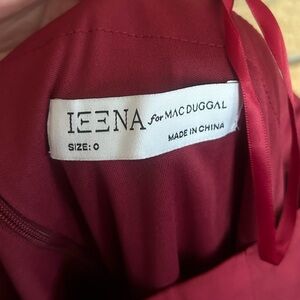 IEENA for MAC DUGGAL
SIZE: 0
MADE IN CHINA